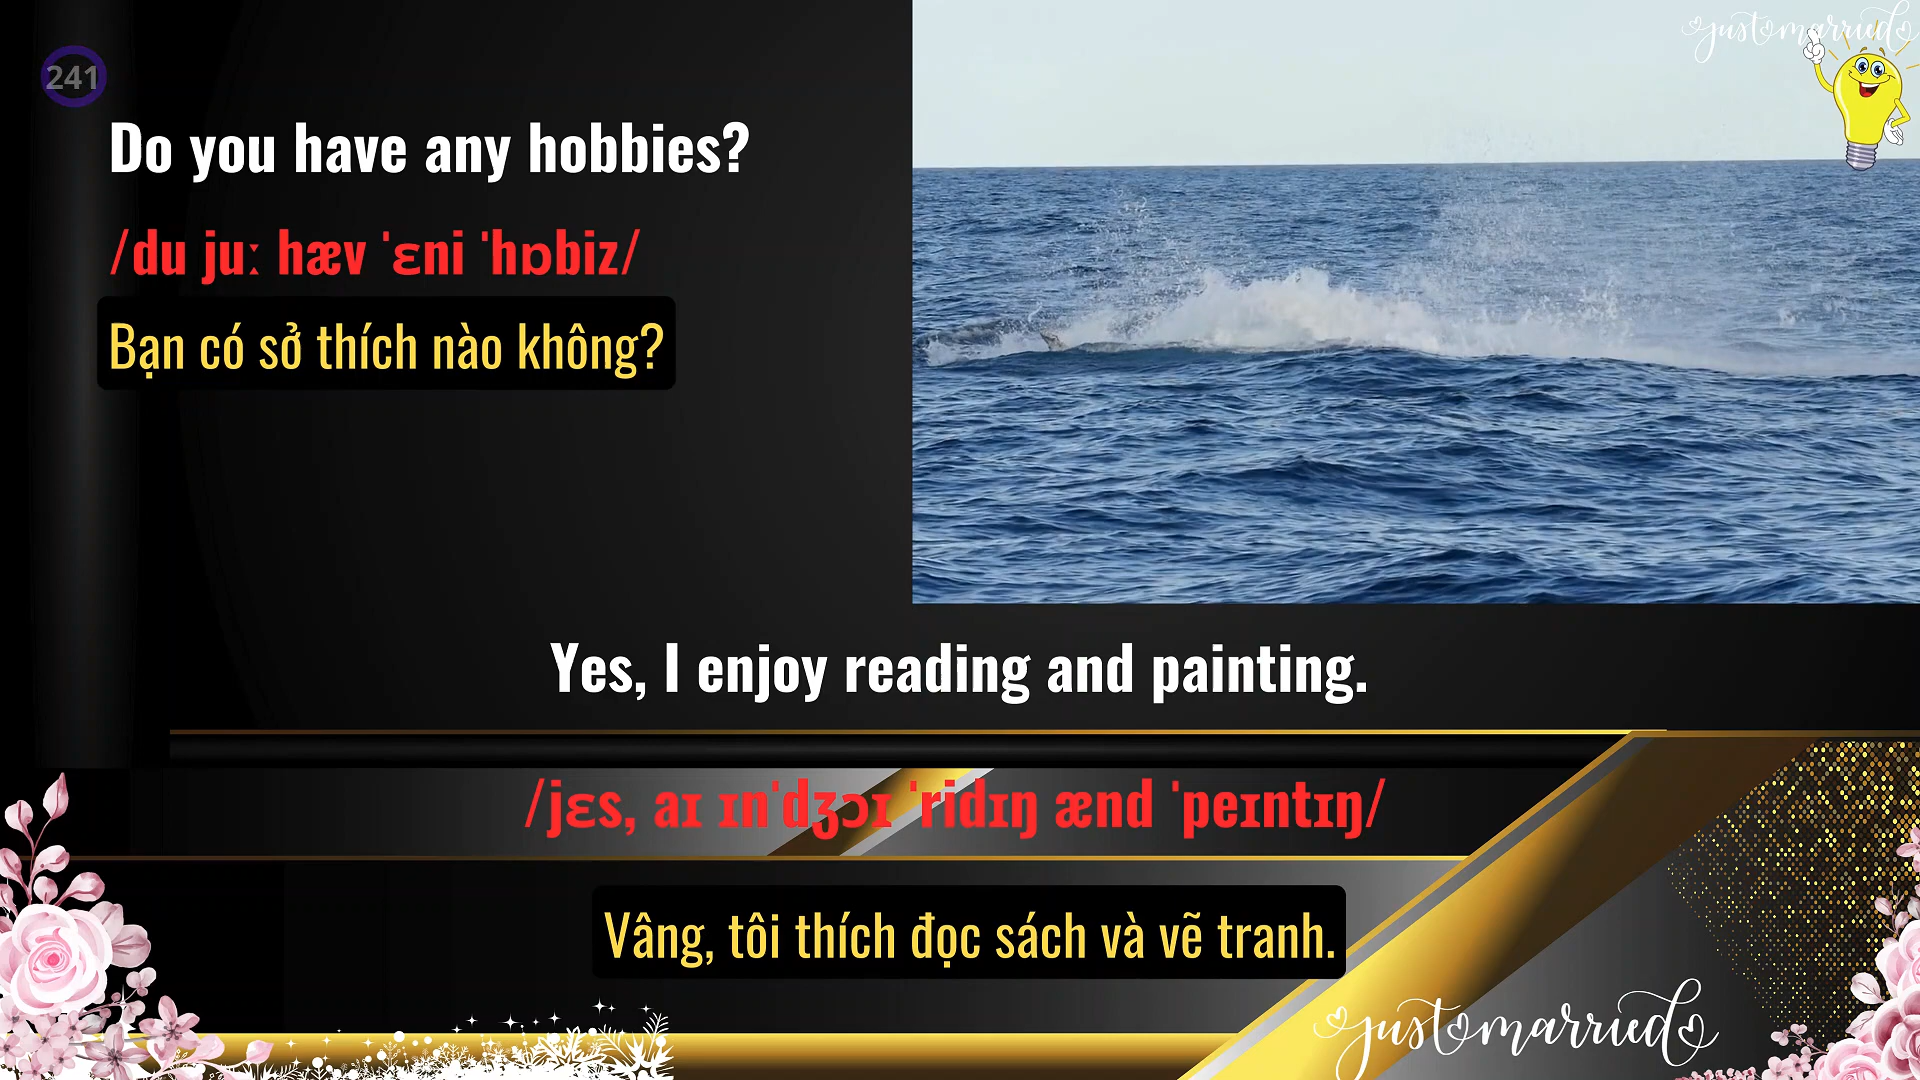 justmarried
241
Do you have any hobbies?
/du juː hæv ˈɛni ˈhɒbiz/
Bạn có sở thích nào không?
Yes, I enjoy reading and painting.
/jɛs, aɪ ɪnˈdʒɔɪ ˈridɪŋ ænd ˈpeɪntɪŋ/
Vâng, tôi thích đọc sách và vẽ tranh.
justmarried